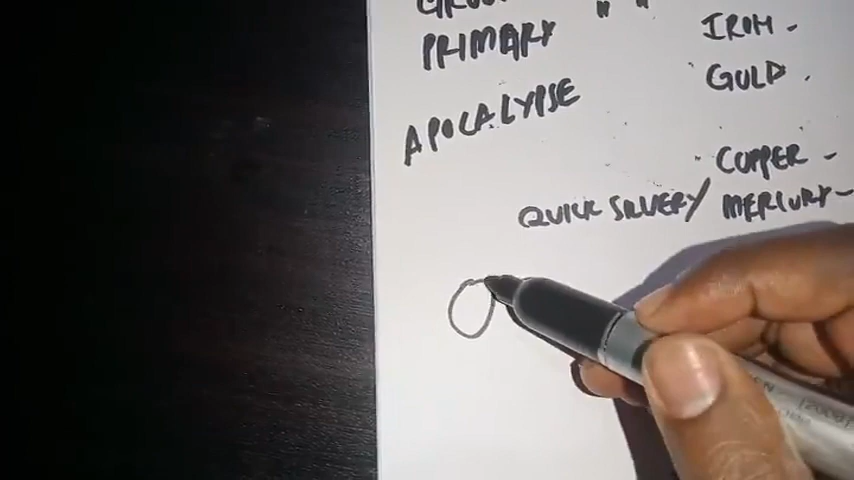 PRIMARY
IRON -
GOLD .
APOCALYPSE
COPPER -
QUICK SILVER/ MERCURY -